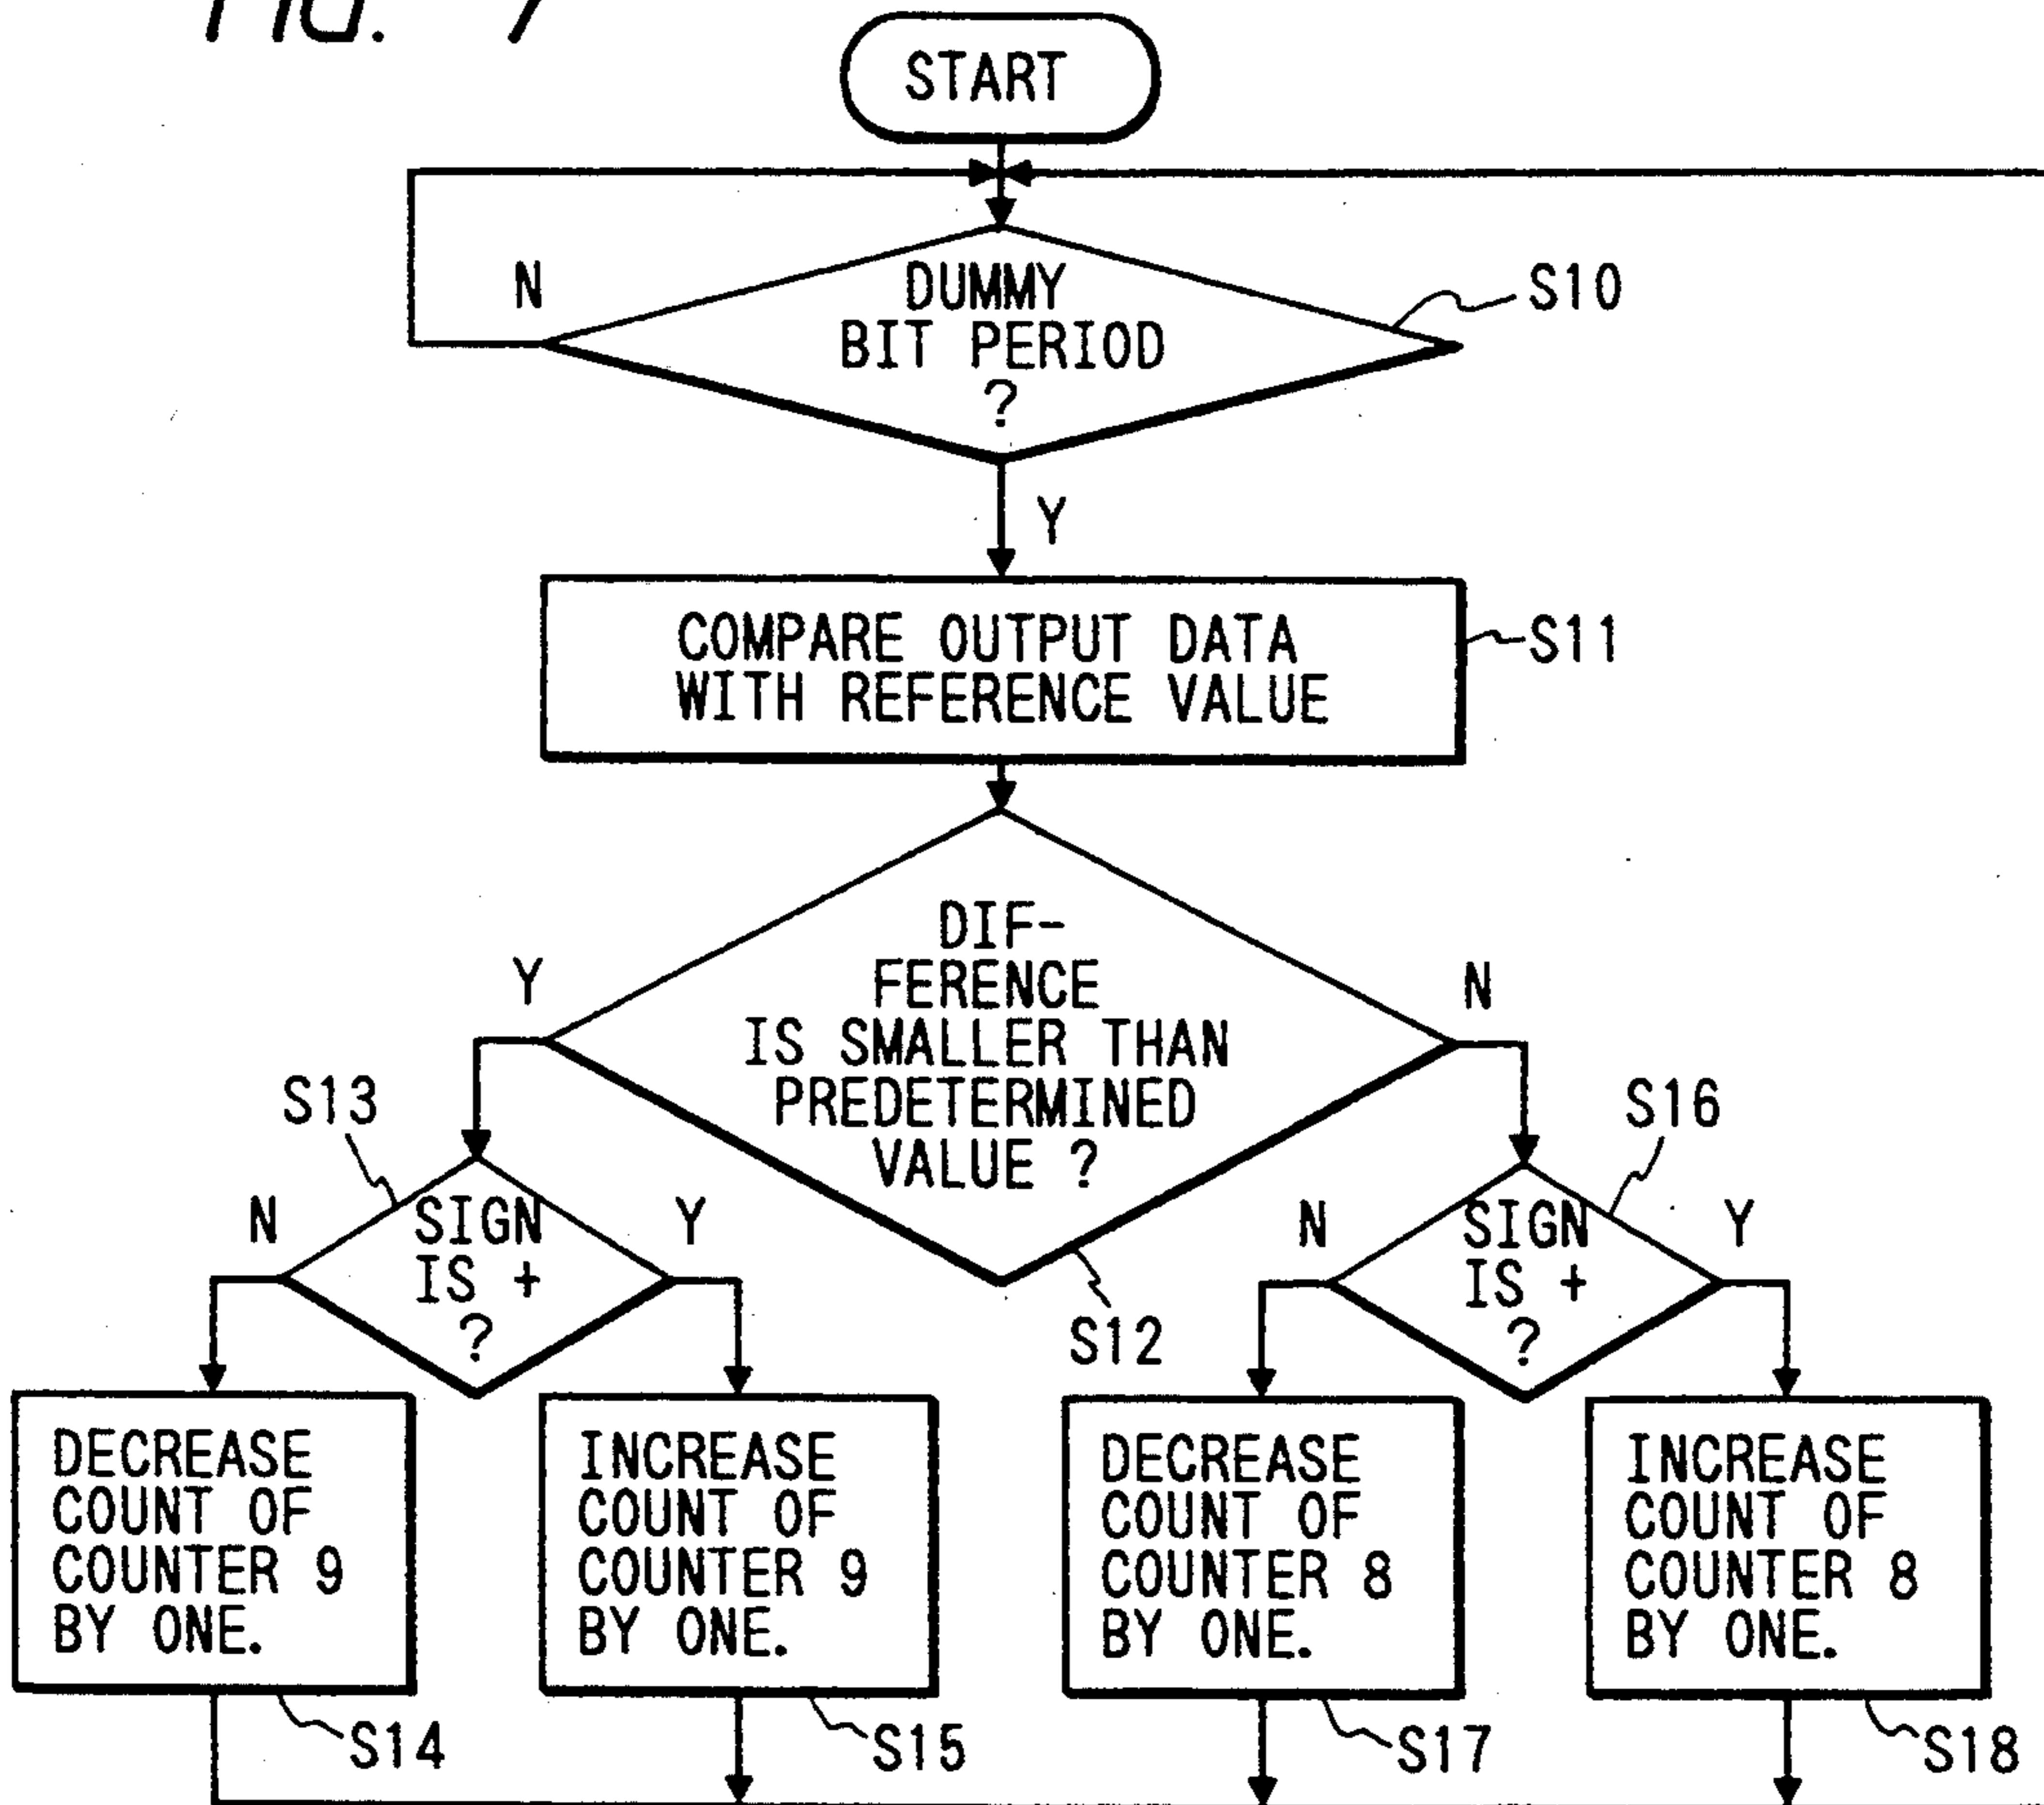 FIG. 7
START
N
DUMMY
BIT PERIOD
?
S10
Y
COMPARE OUTPUT DATA
WITH REFERENCE VALUE
S11
DIF-
FERENCE
IS SMALLER THAN
PREDETERMINED
VALUE ?
Y
N
S12
S13
SIGN
IS +
?
N
Y
S16
SIGN
IS +
?
N
Y
DECREASE
COUNT OF
COUNTER 9
BY ONE.
S14
INCREASE
COUNT OF
COUNTER 9
BY ONE.
S15
DECREASE
COUNT OF
COUNTER 8
BY ONE.
S17
INCREASE
COUNT OF
COUNTER 8
BY ONE.
S18